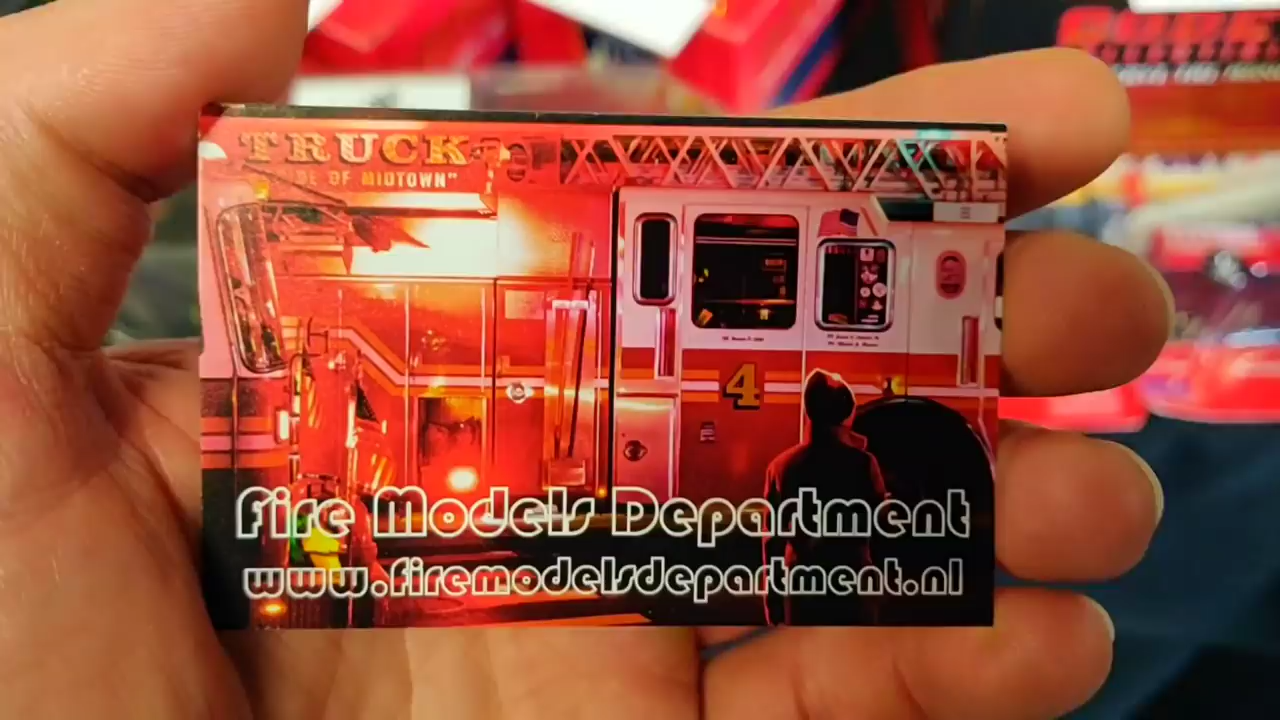 TRUCK
OF MIDTOWN"
4
Fire Models Department
www.firemodelsdepartment.nl